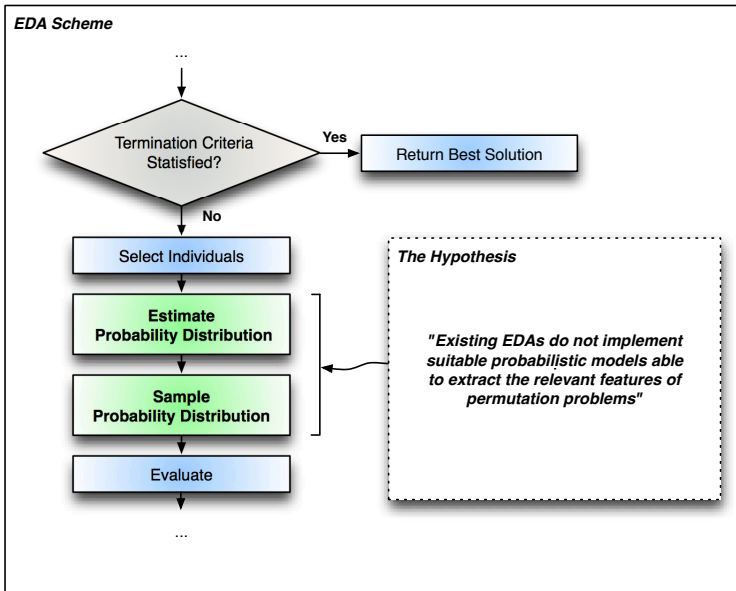 EDA Scheme
...
Termination Criteria
Statisfied?
Yes
Return Best Solution
No
Select Individuals
Estimate
Probability Distribution
Sample
Probability Distribution
Evaluate
...
The Hypothesis
"Existing EDAs do not implement
suitable probabilistic models able
to extract the relevant features of
permutation problems"